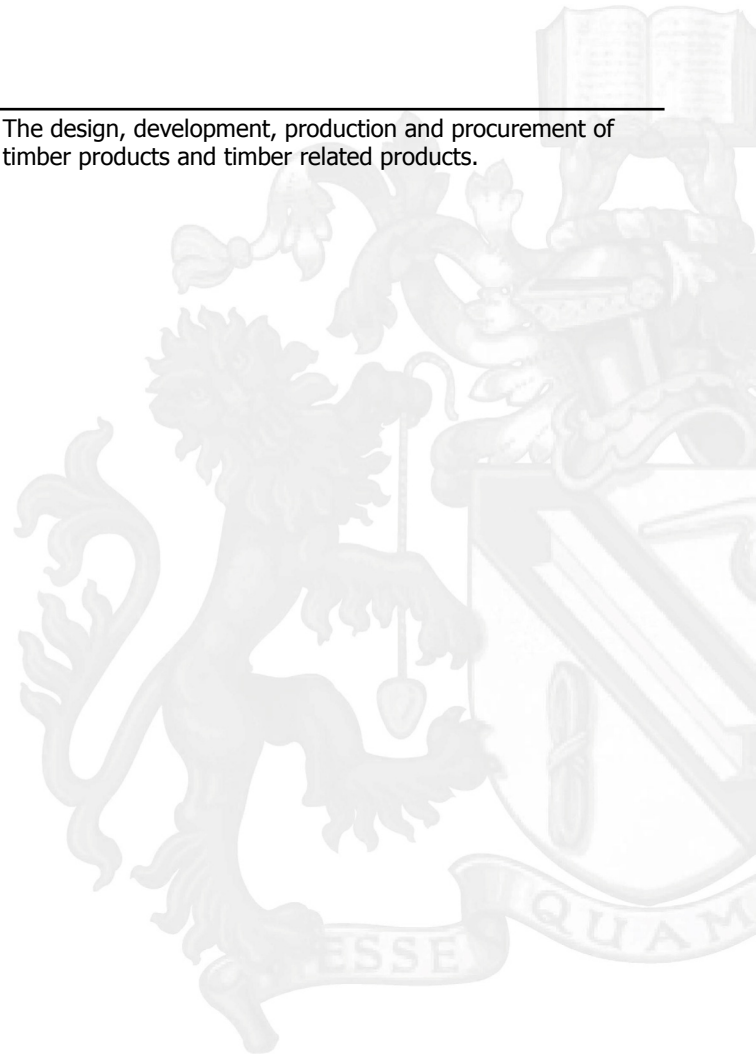 The design, development, production and procurement of
timber products and timber related products.
ESSE QUAM